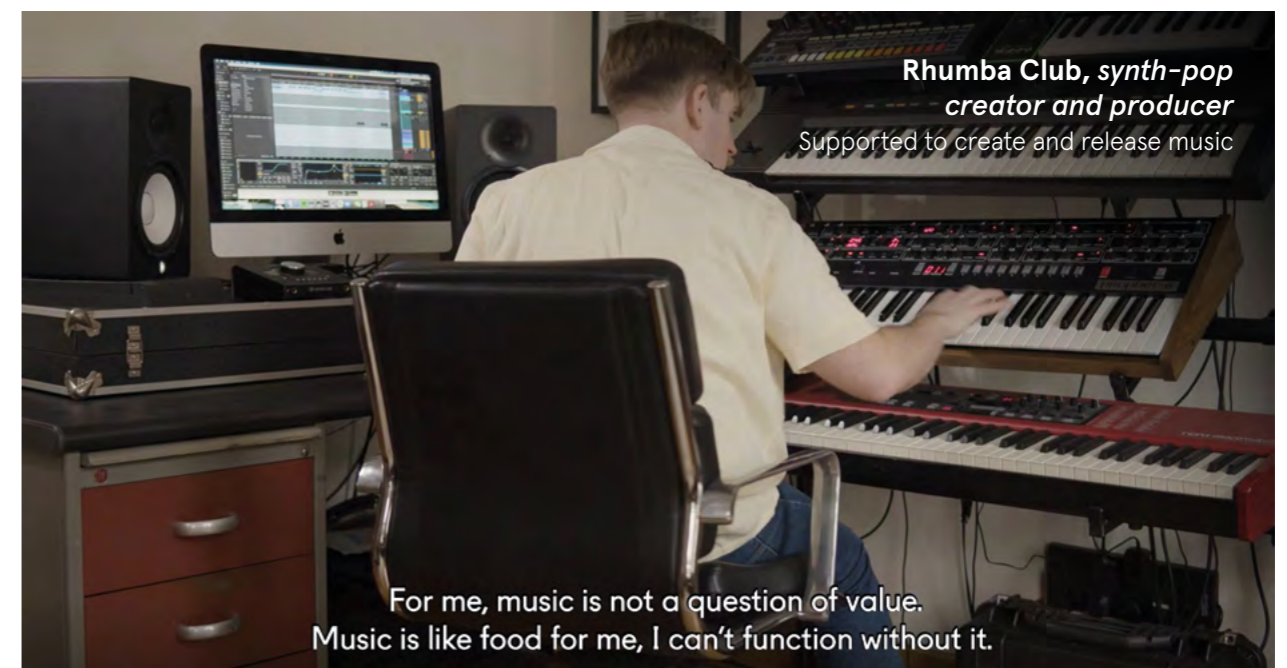 Rhumba Club, synth-pop
creator and producer
Supported to create and release music
For me, music is not a question of value.
Music is like food for me, I can't function without it.